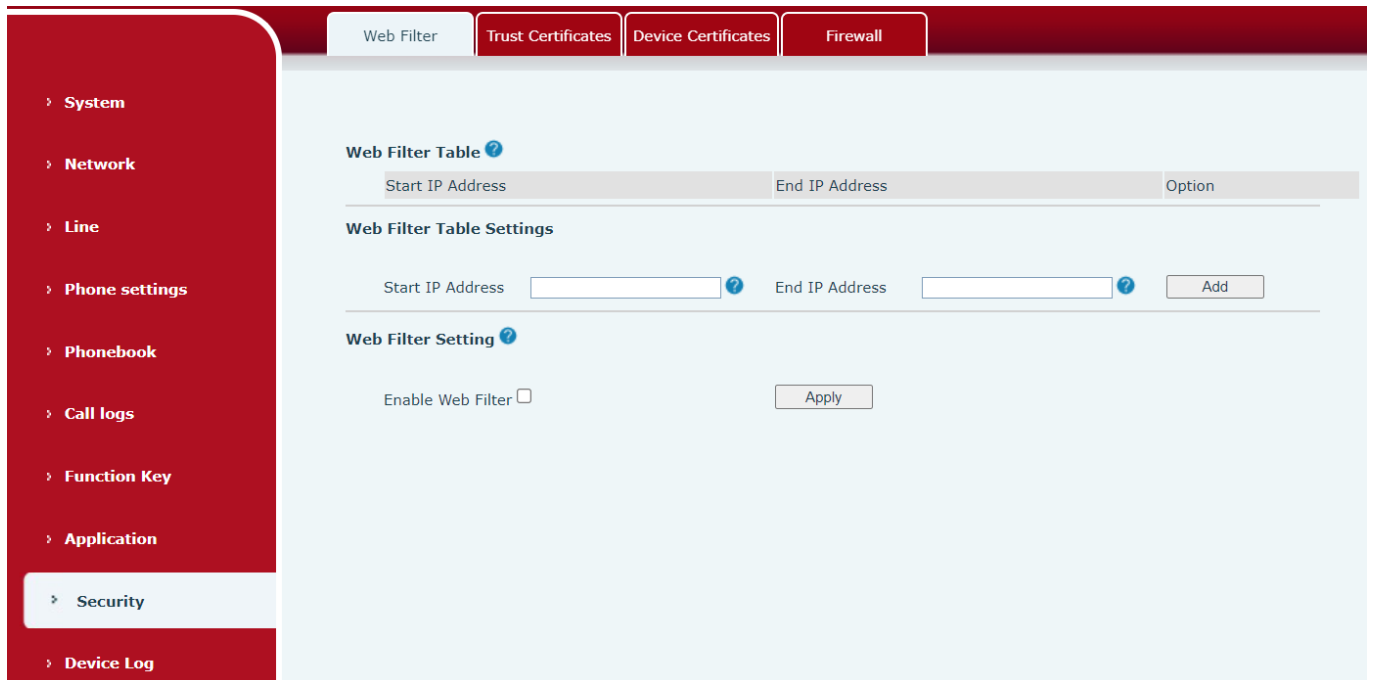 Web Filter Trust Certificates Device Certificates Firewall
System
Network
Line
Phone settings
Phonebook
Call logs
Function Key
Application
Security
Device Log
Web Filter Table ?
Start IP Address End IP Address Option
Web Filter Table Settings
Start IP Address ? End IP Address ? Add
Web Filter Setting ?
Enable Web Filter Apply